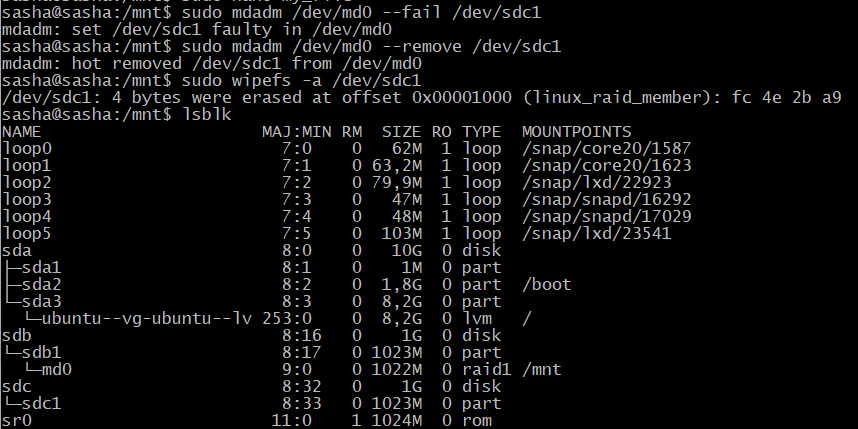 sasha@sasha:/mnt$ sudo mdadm /dev/md0 --fail /dev/sdc1
mdadm: set /dev/sdc1 faulty in /dev/md0
sasha@sasha:/mnt$ sudo mdadm /dev/md0 --remove /dev/sdc1
mdadm: hot removed /dev/sdc1 from /dev/md0
sasha@sasha:/mnt$ sudo wipefs -a /dev/sdc1
/dev/sdc1: 4 bytes were erased at offset 0x00001000 (linux_raid_member): fc 4e 2b a9
sasha@sasha:/mnt$ lsblk
NAME                      MAJ:MIN RM  SIZE RO TYPE  MOUNTPOINTS
loop0                       7:0    0   62M  1 loop  /snap/core20/1587
loop1                       7:1    0 63,2M  1 loop  /snap/core20/1623
loop2                       7:2    0 79,9M  1 loop  /snap/lxd/22923
loop3                       7:3    0   47M  1 loop  /snap/snapd/16292
loop4                       7:4    0   48M  1 loop  /snap/snapd/17029
loop5                       7:5    0  103M  1 loop  /snap/lxd/23541
sda                         8:0    0   10G  0 disk
├─sda1                      8:1    0    1M  0 part
├─sda2                      8:2    0  1,8G  0 part  /boot
└─sda3                      8:3    0  8,2G  0 part
  └─ubuntu--vg-ubuntu--lv 253:0    0  8,2G  0 lvm   /
sdb                         8:16   0    1G  0 disk
└─sdb1                      8:17   0 1023M  0 part
  └─md0                     9:0    0 1022M  0 raid1 /mnt
sdc                         8:32   0    1G  0 disk
└─sdc1                      8:33   0 1023M  0 part
sr0                        11:0    1 1024M  0 rom